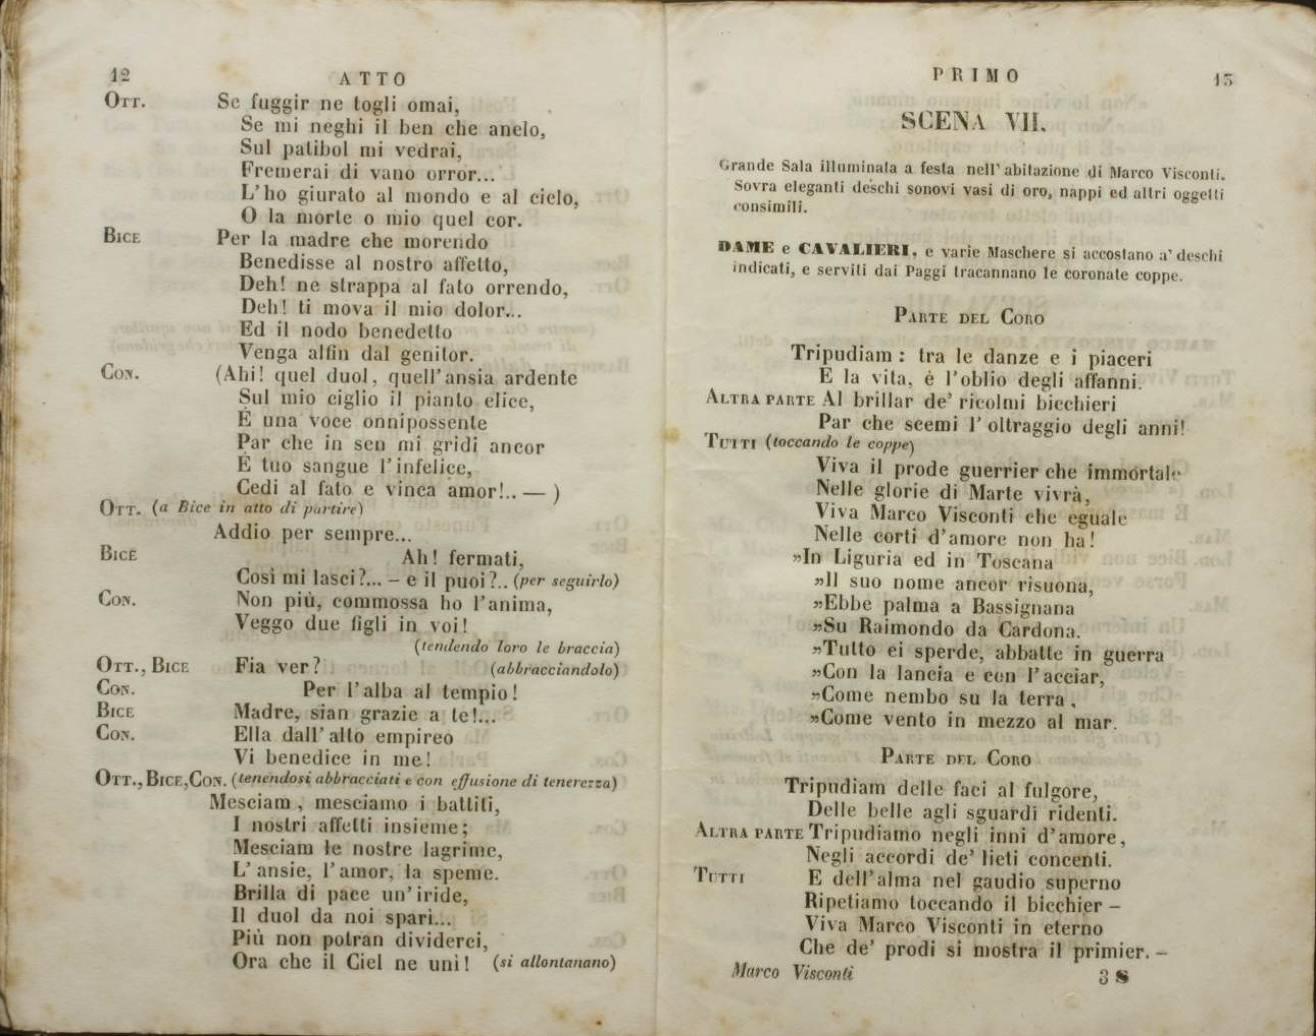 12
ATTO
OTT. Se fuggir ne togli omai,
Se mi neghi il ben che anelo,
Sul patibol mi vedrai,
Fremerai di vano orror...
L'ho giurato al mondo e al cielo,
O la morte o mio quel cor.
BICE Per la madre che morendo
Benedisse al nostro affetto,
Deh! ne strappa al fato orrendo,
Deh! ti mova il mio dolor...
Ed il nodo benedetto
Venga alfin dal genitor.
CON. (Ahi! quel duol, quell'ansia ardente
Sul mio ciglio il pianto elice,
È una voce onnipossente
Par che in sen mi gridi ancor
È tuo sangue l'infelice,
Cedi al fato e vinca amor!.. — )
OTT. (a Bice in atto di partire)
Addio per sempre...
BICE Ah! fermati,
Così mi lasci?... – e il puoi?.. (per seguirlo)
CON. Non più, commossa ho l'anima,
Veggo due figli in voi!
(tendendo loro le braccia)
OTT., BICE Fia ver? (abbracciandolo)
CON. Per l'alba al tempio!
BICE Madre, sian grazie a te!...
CON. Ella dall'alto empireo
Vi benedice in me!
OTT., BICE, CON. (tenendosi abbracciati e con effusione di tenerezza)
Mesciam, mesciamo i battiti,
I nostri affetti insieme;
Mesciam le nostre lagrime,
L'ansie, l'amor, la speme.
Brilla di pace un'iride,
Il duol da noi sparì...
Più non potran dividerci,
Ora che il Ciel ne unì! (si allontanano)
PRIMO
13
SCENA VII.
Grande Sala illuminata a festa nell'abitazione di Marco Visconti.
Sovra eleganti deschi sonovi vasi di oro, nappi ed altri oggetti
consimili.
DAME e CAVALIERI, e varie Maschere si accostano a' deschi
indicati, e serviti dai Paggi tracannano le coronate coppe.
PARTE DEL CORO
Tripudiam: tra le danze e i piaceri
E la vita, è l'oblio degli affanni.
ALTRA PARTE Al brillar de' ricolmi bicchieri
Par che scemi l'oltraggio degli anni!
TUTTI (toccando le coppe)
Viva il prode guerrier che immortale
Nelle glorie di Marte vivrà,
Viva Marco Visconti che eguale
Nelle corti d'amore non ha!
»In Liguria ed in Toscana
»Il suo nome ancor risuona,
»Ebbe palma a Bassignana
»Su Raimondo da Cardona.
»Tutto ei sperde, abbatte in guerra
»Con la lancia e con l'acciar,
»Come nembo su la terra,
»Come vento in mezzo al mar.
PARTE DEL CORO
Tripudiam delle faci al fulgore,
Delle belle agli sguardi ridenti.
ALTRA PARTE Tripudiamo negli inni d'amore,
Negli accordi de' lieti concenti.
TUTTI E dell'alma nel gaudio superno
Ripetiamo toccando il bicchier –
Viva Marco Visconti in eterno
Che de' prodi si mostra il primier. –
Marco Visconti
3 S